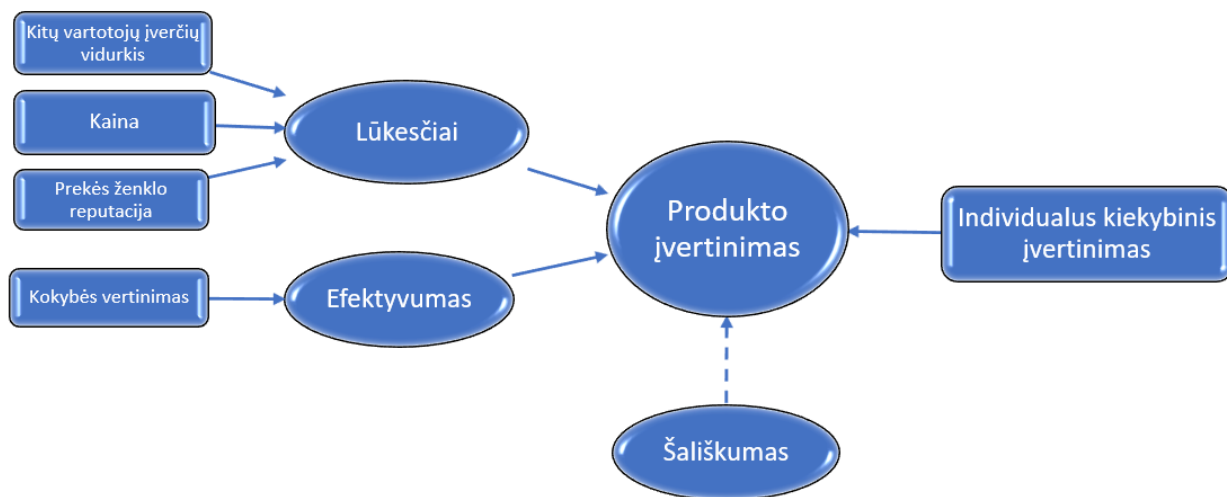 Kitų vartotojų įverčių
vidurkis
Kaina
Prekės ženklo
reputacija
Kokybės vertinimas
Lūkesčiai
Efektyvumas
Produkto
įvertinimas
Šališkumas
Individualus kiekybinis
įvertinimas